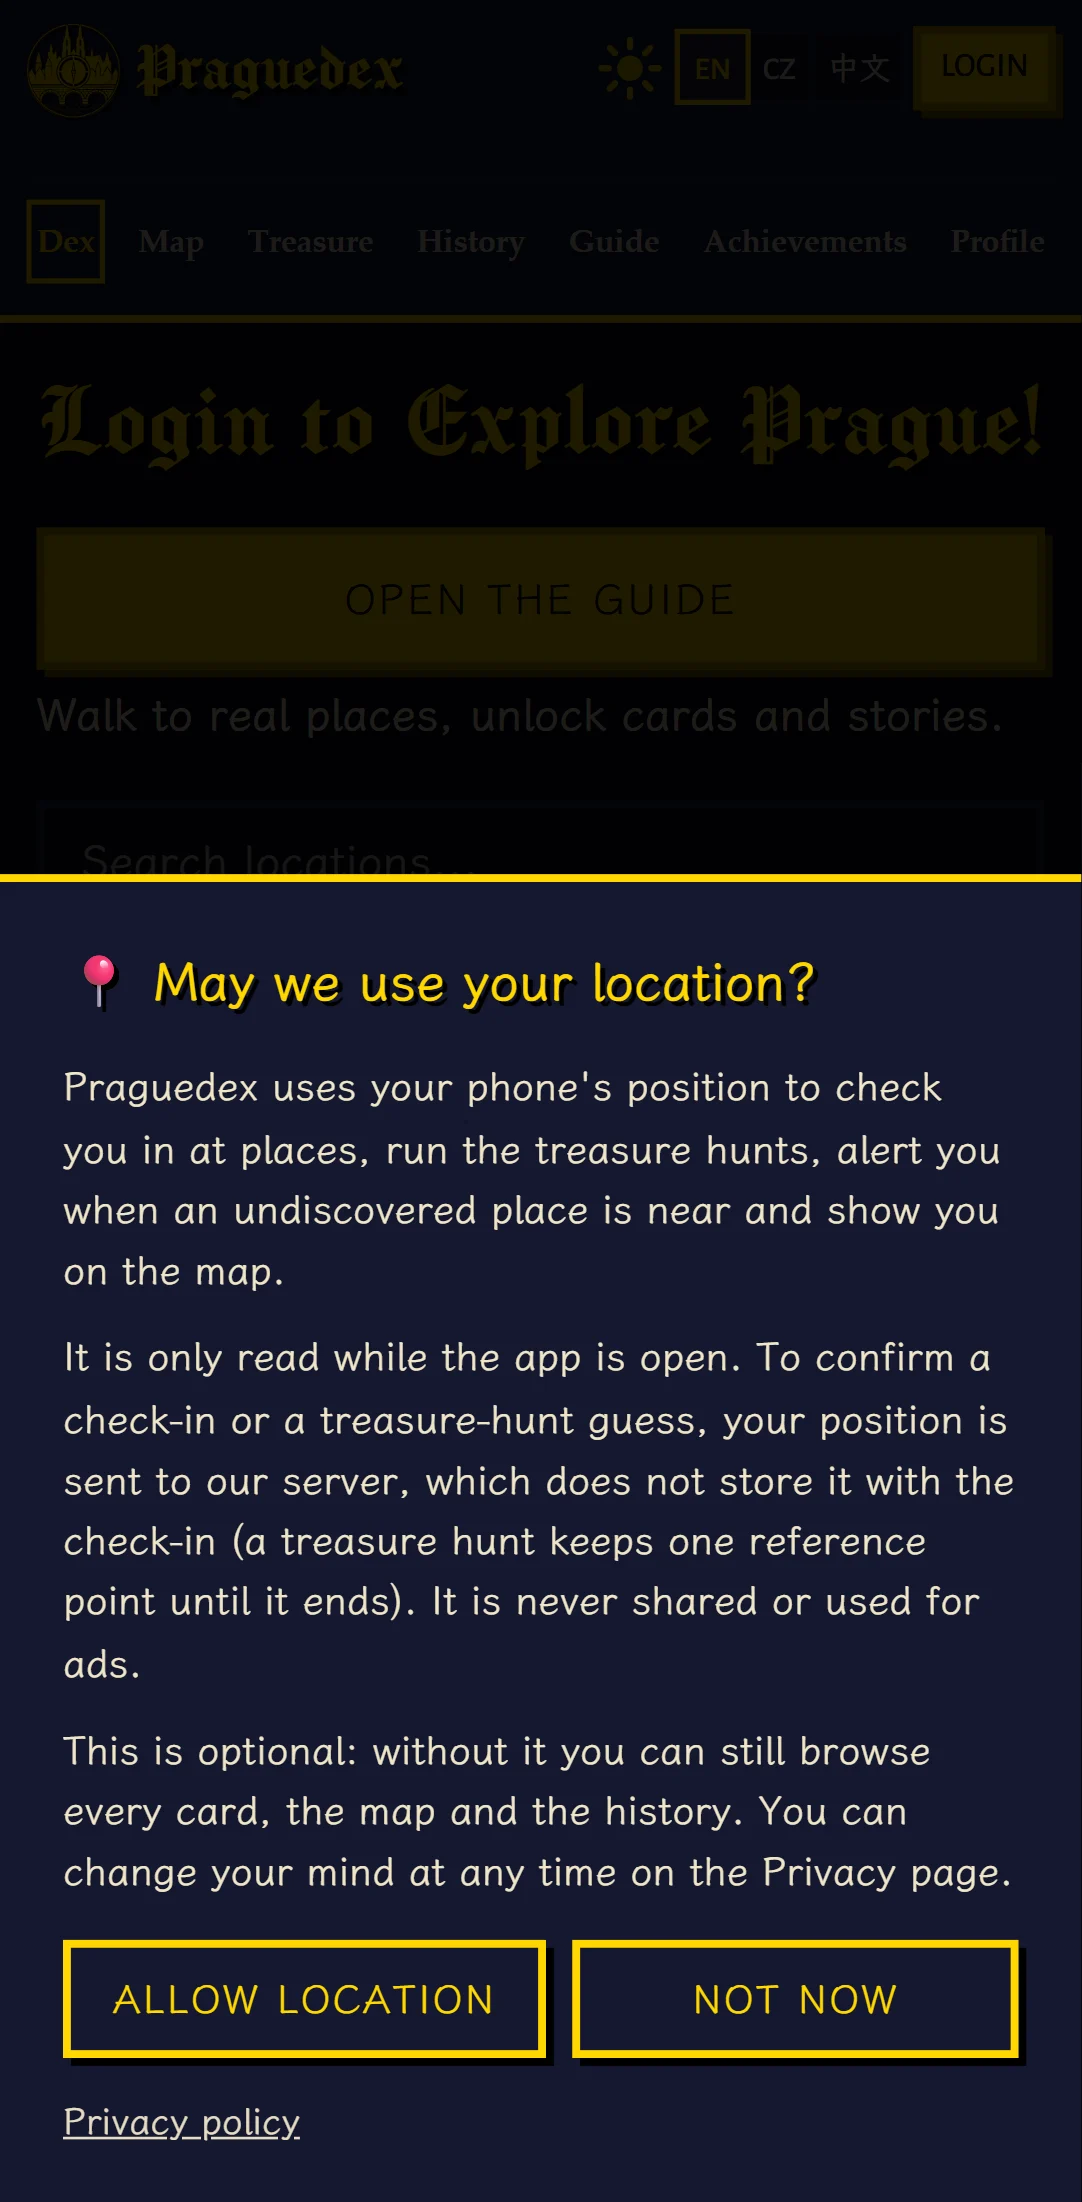 Praguedex
EN CZ 中文 LOGIN
Dex Map Treasure History Guide Achievements Profile
Login to Explore Prague!
OPEN THE GUIDE
Walk to real places, unlock cards and stories.
Search locations...
May we use your location?
Praguedex uses your phone's position to check
you in at places, run the treasure hunts, alert you
when an undiscovered place is near and show you
on the map.
It is only read while the app is open. To confirm a
check-in or a treasure-hunt guess, your position is
sent to our server, which does not store it with the
check-in (a treasure hunt keeps one reference
point until it ends). It is never shared or used for
ads.
This is optional: without it you can still browse
every card, the map and the history. You can
change your mind at any time on the Privacy page.
ALLOW LOCATION NOT NOW
Privacy policy